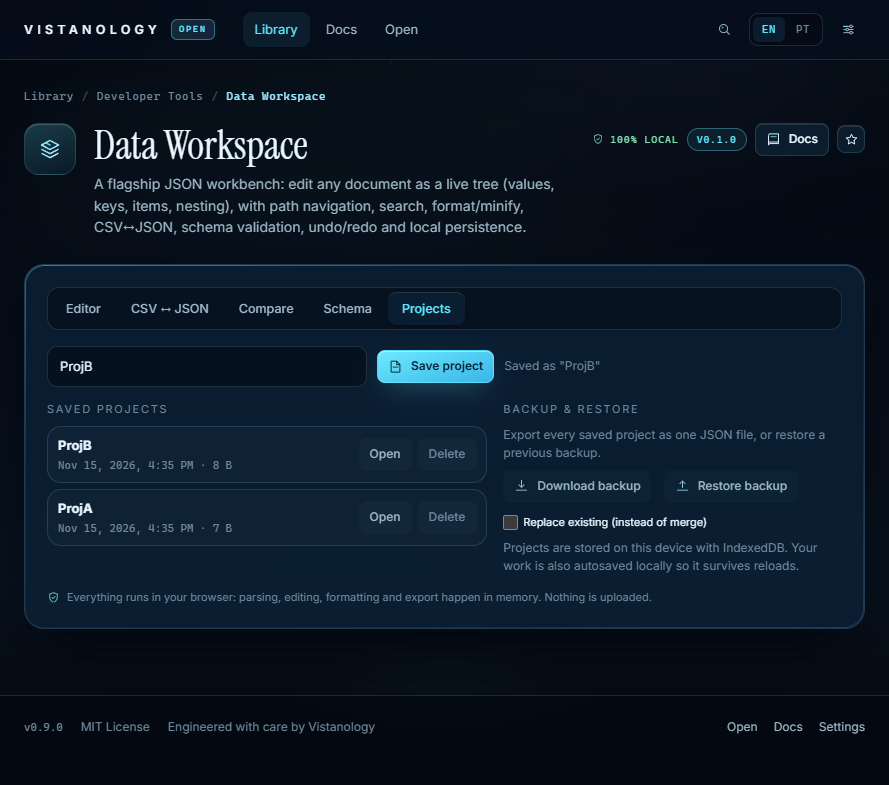 VISTANOLOGY OPEN Library Docs Open EN PT
Library / Developer Tools / Data Workspace
Data Workspace
100% LOCAL V0.1.0 Docs
A flagship JSON workbench: edit any document as a live tree (values,
keys, items, nesting), with path navigation, search, format/minify,
CSV↔JSON, schema validation, undo/redo and local persistence.
Editor CSV ↔ JSON Compare Schema Projects
ProjB Save project Saved as "ProjB"
SAVED PROJECTS
ProjB
Nov 15, 2026, 4:35 PM · 8 B
Open Delete
ProjA
Nov 15, 2026, 4:35 PM · 7 B
Open Delete
BACKUP & RESTORE
Export every saved project as one JSON file, or restore a
previous backup.
Download backup Restore backup
Replace existing (instead of merge)
Projects are stored on this device with IndexedDB. Your
work is also autosaved locally so it survives reloads.
Everything runs in your browser: parsing, editing, formatting and export happen in memory. Nothing is uploaded.
v0.9.0 MIT License Engineered with care by Vistanology Open Docs Settings